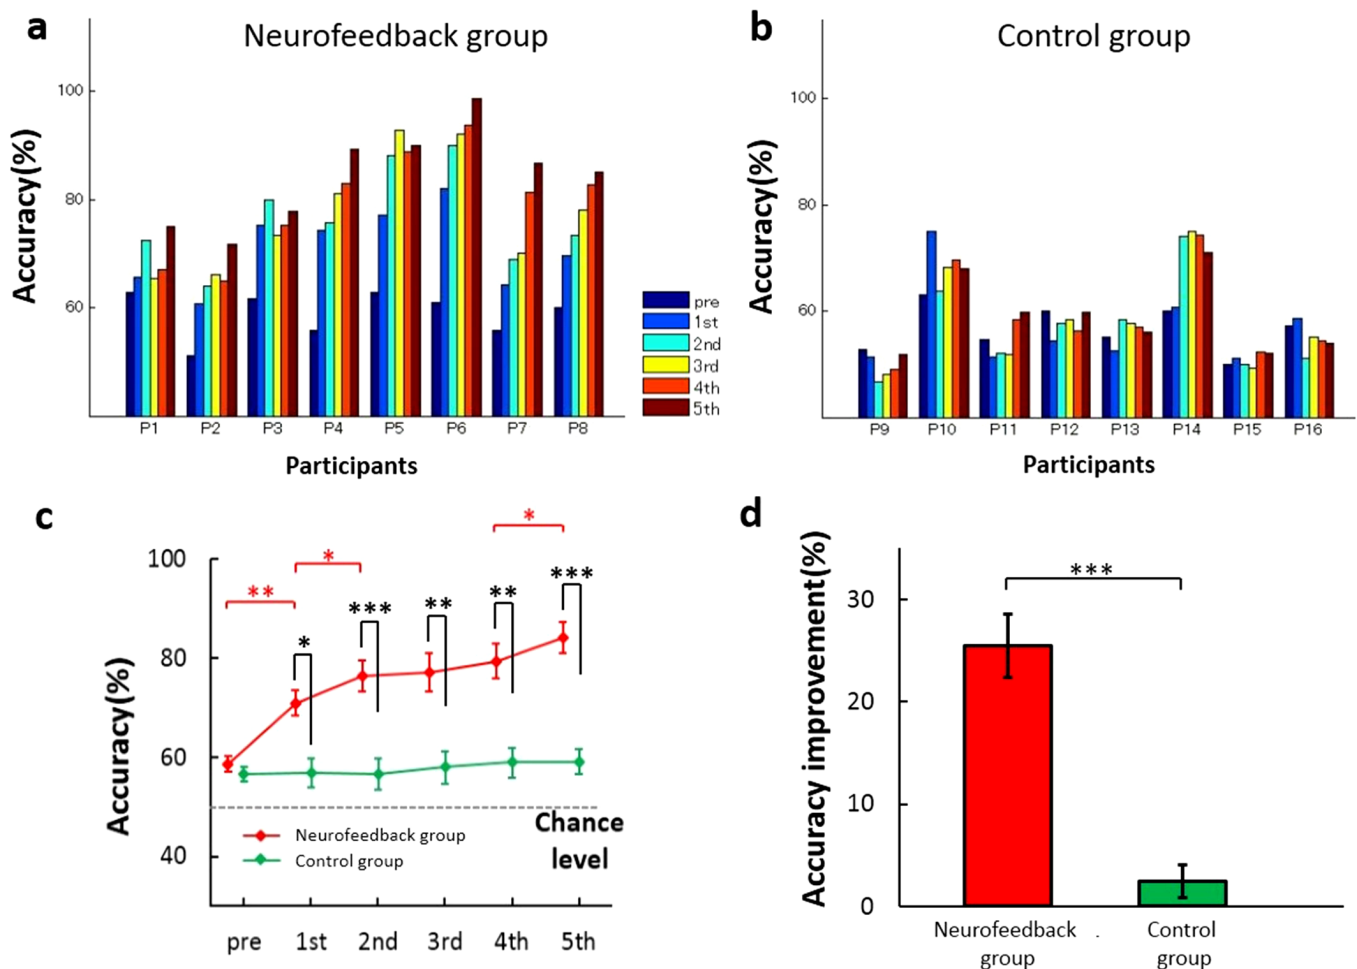 a
Neurofeedback group
Accuracy(%)
100
80
60
P1 P2 P3 P4 P5 P6 P7 P8
Participants
pre
1st
2nd
3rd
4th
5th
b
Control group
Accuracy(%)
100
80
60
P9 P10 P11 P12 P13 P14 P15 P16
Participants
c
Accuracy(%)
100
80
60
40
** * *
* *** ** ** ***
Chance
level
Neurofeedback group
Control group
pre 1st 2nd 3rd 4th 5th
d
Accuracy improvement(%)
30
20
10
0
***
Neurofeedback
group
.
Control
group